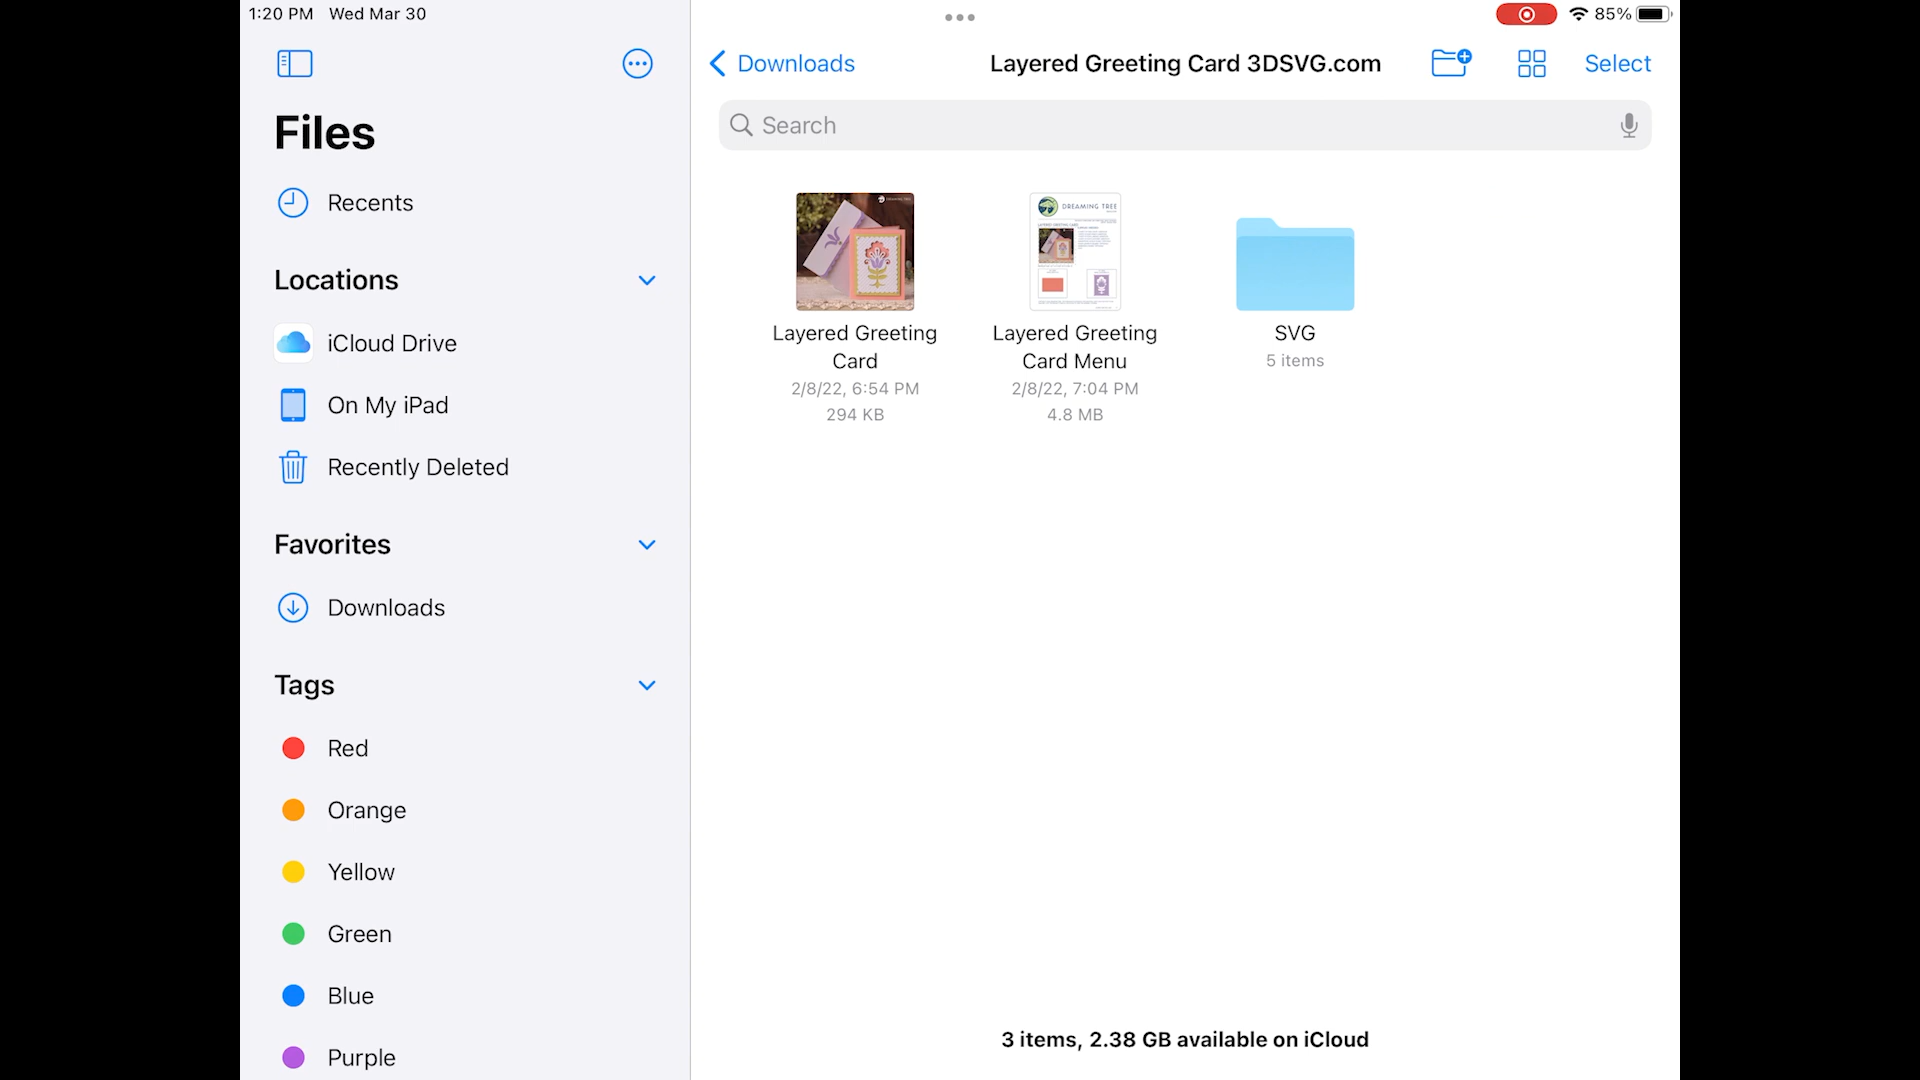 1:20 PM Wed Mar 30
85%
Files
Recents
Locations
iCloud Drive
On My iPad
Recently Deleted
Favorites
Downloads
Tags
Red
Orange
Yellow
Green
Blue
Purple
Downloads
Layered Greeting Card 3DSVG.com
Select
Search
DREAMING TREE
Layered Greeting
Card
2/8/22, 6:54 PM
294 KB
Layered Greeting
Card Menu
2/8/22, 7:04 PM
4.8 MB
SVG
5 items
3 items, 2.38 GB available on iCloud